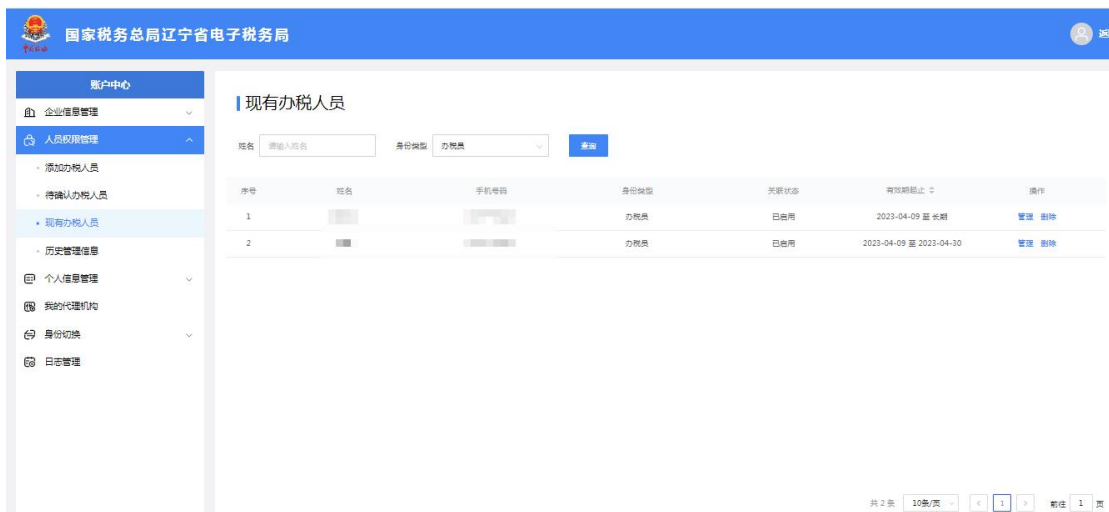 国家税务总局辽宁省电子税务局
账户中心
企业信息管理
人员权限管理
添加办税人员
待确认办税人员
现有办税人员
历史管理信息
个人信息管理
我的代理机构
身份切换
日志管理
现有办税人员
姓名 请输入姓名 身份类型 办税员 查询
序号 姓名 手机号码 身份类型 关联状态 有效期起止 操作
1 办税员 已启用 2023-04-09 至 长期 管理 删除
2 办税员 已启用 2023-04-09 至 2023-04-30 管理 删除
共 2 条 10条/页 1 前往 1 页